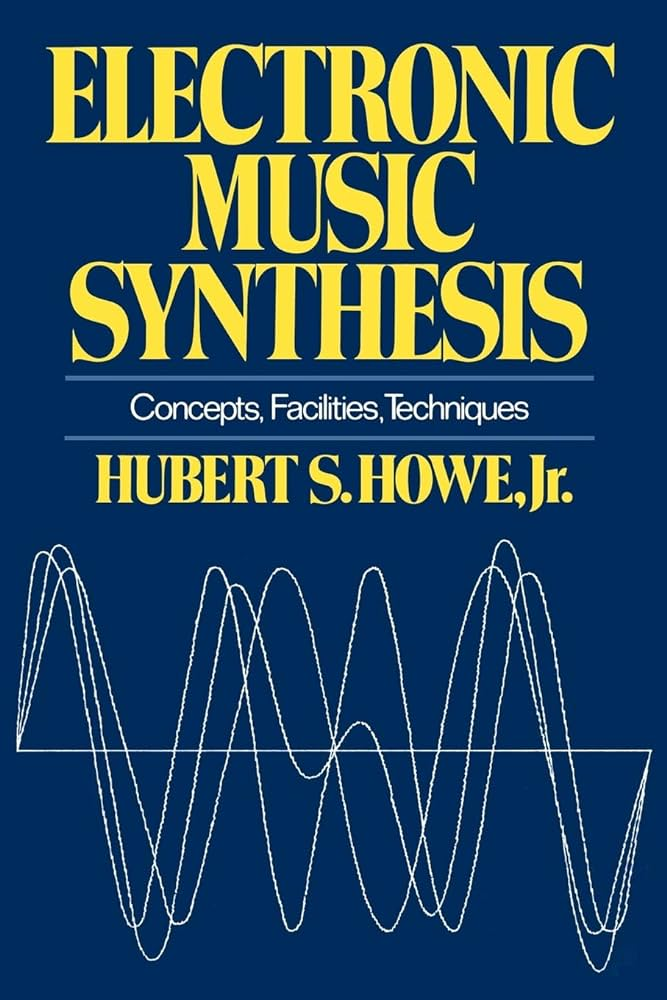 ELECTRONIC
MUSIC
SYNTHESIS
Concepts, Facilities, Techniques
HUBERT S. HOWE, Jr.